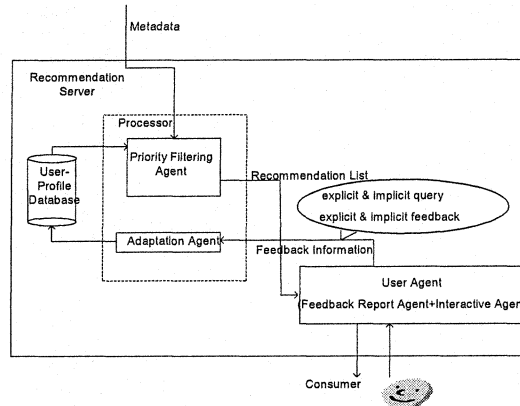 Metadata
Recommendation
Server
Processor
Priority Filtering
Agent
User-
Profile
Database
Recommendation List
explicit & implicit query
explicit & implicit feedback
Adaptation Agent
Feedback Information
User Agent
(Feedback Report Agent+Interactive Agen
Consumer